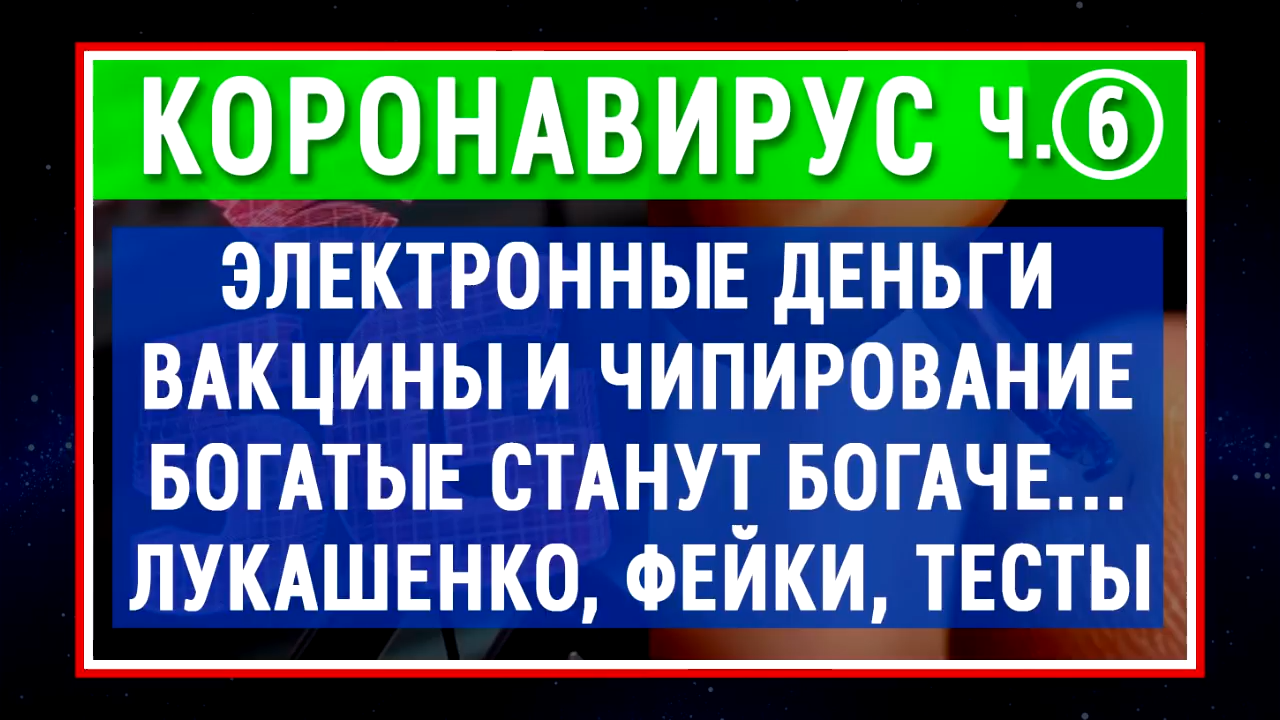 КОРОНАВИРУС Ч.6
ЭЛЕКТРОННЫЕ ДЕНЬГИ
ВАКЦИНЫ И ЧИПИРОВАНИЕ
БОГАТЫЕ СТАНУТ БОГАЧЕ...
ЛУКАШЕНКО, ФЕЙКИ, ТЕСТЫ